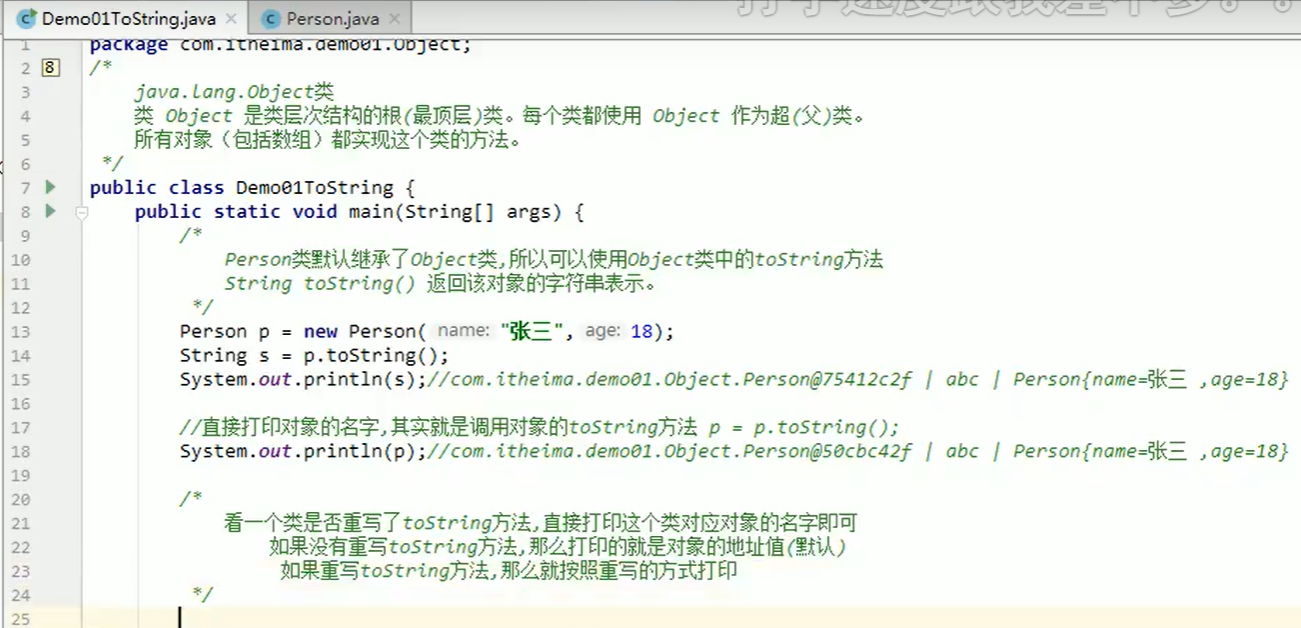 Demo01ToString.java
Person.java
打字速度跟我差不多。。
1 package com.itheima.demo01.Object;
2 /*
3 java.lang.Object类
4 类 Object 是类层次结构的根(最顶层)类。每个类都使用 Object 作为超(父)类。
5 所有对象（包括数组）都实现这个类的方法。
6 */
7 public class Demo01ToString {
8 public static void main(String[] args) {
9 /*
10 Person类默认继承了Object类,所以可以使用Object类中的toString方法
11 String toString() 返回该对象的字符串表示。
12 */
13 Person p = new Person( name: "张三", age: 18);
14 String s = p.toString();
15 System.out.println(s);//com.itheima.demo01.Object.Person@75412c2f | abc | Person{name=张三 ,age=18}
16
17 //直接打印对象的名字,其实就是调用对象的toString方法 p = p.toString();
18 System.out.println(p);//com.itheima.demo01.Object.Person@50cbc42f | abc | Person{name=张三 ,age=18}
19
20 /*
21 看一个类是否重写了toString方法,直接打印这个类对应对象的名字即可
22 如果没有重写toString方法,那么打印的就是对象的地址值(默认)
23 如果重写toString方法,那么就按照重写的方式打印
24 */
25